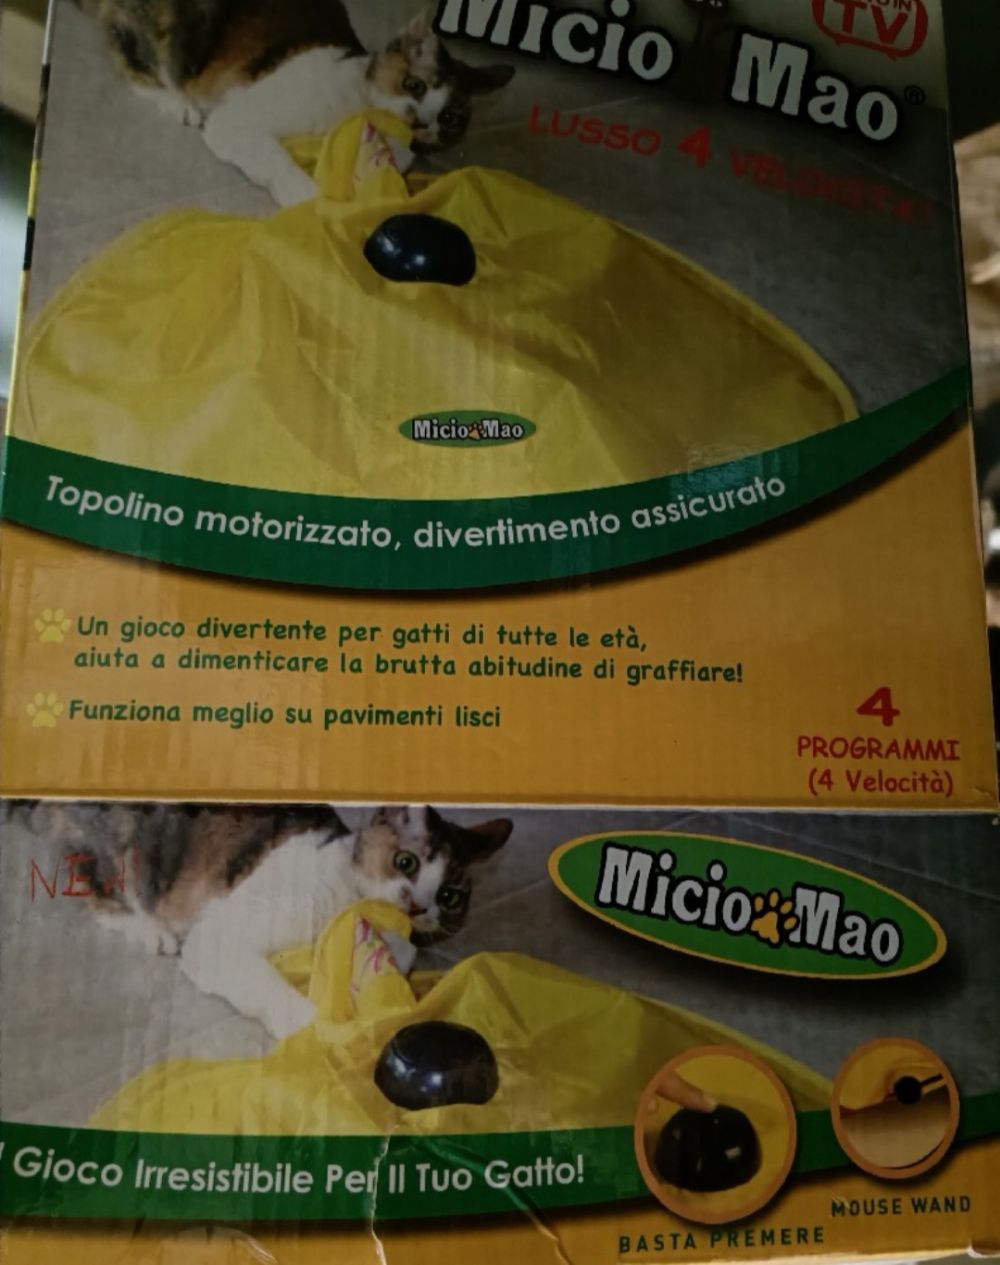 Micio Mao®
TV
LUSSO 4 VELOCITA'
Micio Mao
Topolino motorizzato, divertimento assicurato
Un gioco divertente per gatti di tutte le età,
aiuta a dimenticare la brutta abitudine di graffiare!
Funziona meglio su pavimenti lisci
4
PROGRAMMI
(4 Velocità)
NEW!
Micio Mao
Gioco Irresistibile Per Il Tuo Gatto!
MOUSE WAND
BASTA PREMERE